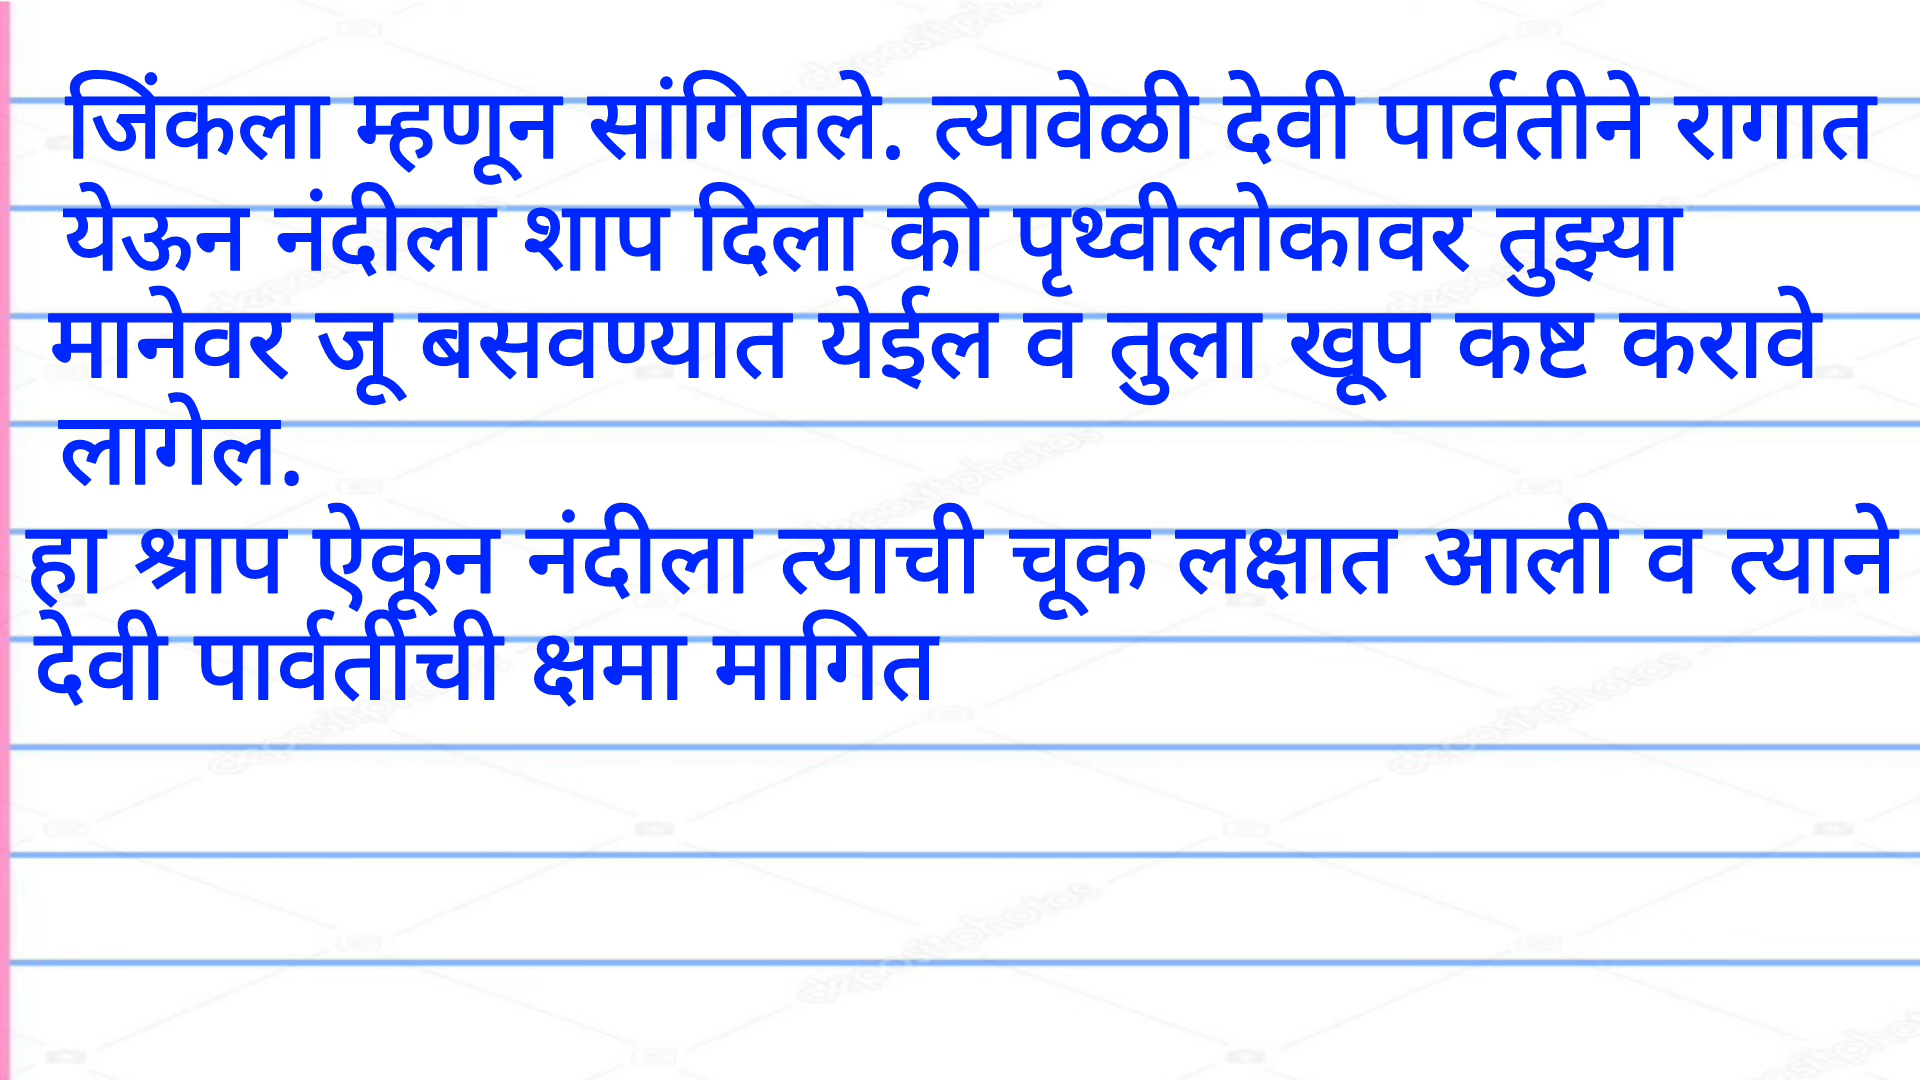 जिंकला म्हणून सांगितले. त्यावेळी देवी पार्वतीने रागात
येऊन नंदीला शाप दिला की पृथ्वीलोकावर तुझ्या
मानेवर जू बसवण्यात येईल व तुला खूप कष्ट करावे
लागेल.
हा श्राप ऐकून नंदीला त्याची चूक लक्षात आली व त्याने
देवी पार्वतीची क्षमा मागित